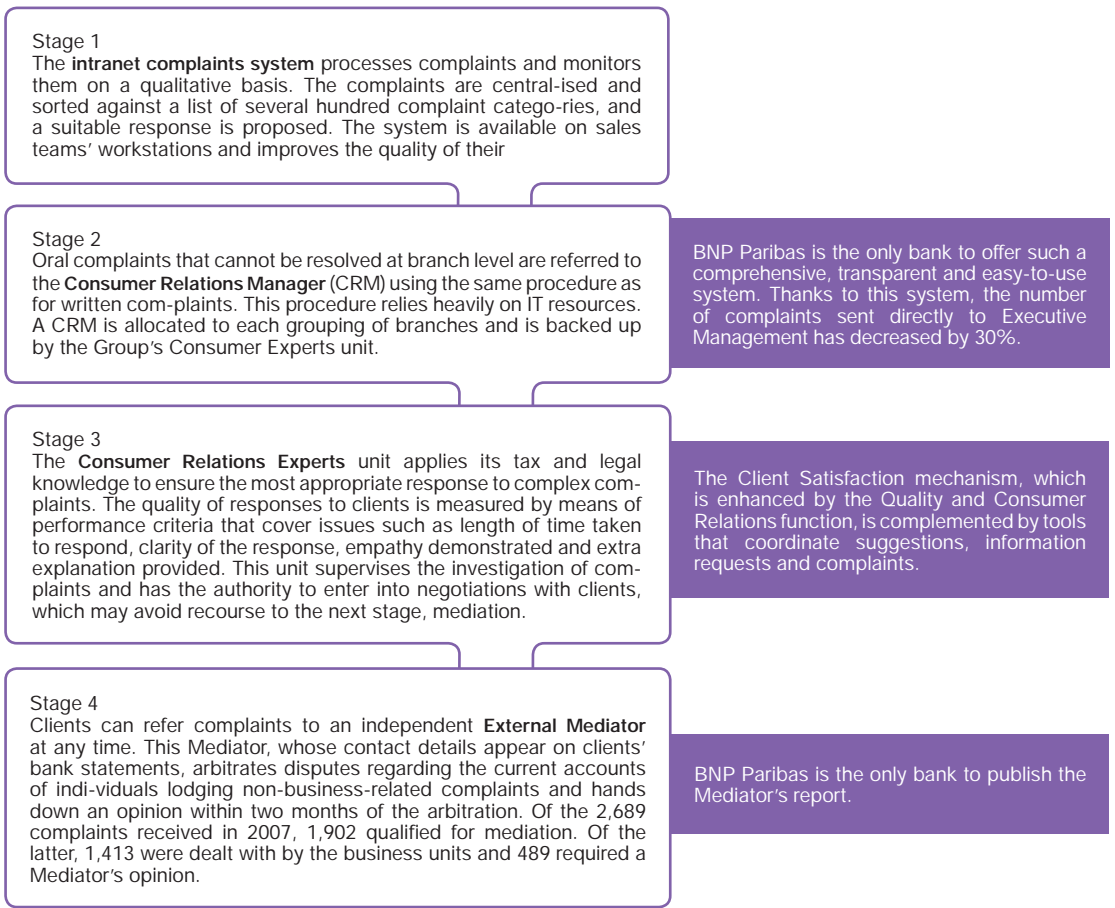 Stage 1
The intranet complaints system processes complaints and monitors
them on a qualitative basis. The complaints are central-ised and
sorted against a list of several hundred complaint catego-ries, and
a suitable response is proposed. The system is available on sales
teams’ workstations and improves the quality of their
Stage 2
Oral complaints that cannot be resolved at branch level are referred to
the Consumer Relations Manager (CRM) using the same procedure as
for written com-plaints. This procedure relies heavily on IT resources.
A CRM is allocated to each grouping of branches and is backed up
by the Group’s Consumer Experts unit.
BNP Paribas is the only bank to offer such a
comprehensive, transparent and easy-to-use
system. Thanks to this system, the number
of complaints sent directly to Executive
Management has decreased by 30%.
Stage 3
The Consumer Relations Experts unit applies its tax and legal
knowledge to ensure the most appropriate response to complex com-
plaints. The quality of responses to clients is measured by means of
performance criteria that cover issues such as length of time taken
to respond, clarity of the response, empathy demonstrated and extra
explanation provided. This unit supervises the investigation of com-
plaints and has the authority to enter into negotiations with clients,
which may avoid recourse to the next stage, mediation.
The Client Satisfaction mechanism, which
is enhanced by the Quality and Consumer
Relations function, is complemented by tools
that coordinate suggestions, information
requests and complaints.
Stage 4
Clients can refer complaints to an independent External Mediator
at any time. This Mediator, whose contact details appear on clients’
bank statements, arbitrates disputes regarding the current accounts
of indi-viduals lodging non-business-related complaints and hands
down an opinion within two months of the arbitration. Of the 2,689
complaints received in 2007, 1,902 qualified for mediation. Of the
latter, 1,413 were dealt with by the business units and 489 required a
Mediator’s opinion.
BNP Paribas is the only bank to publish the
Mediator’s report.